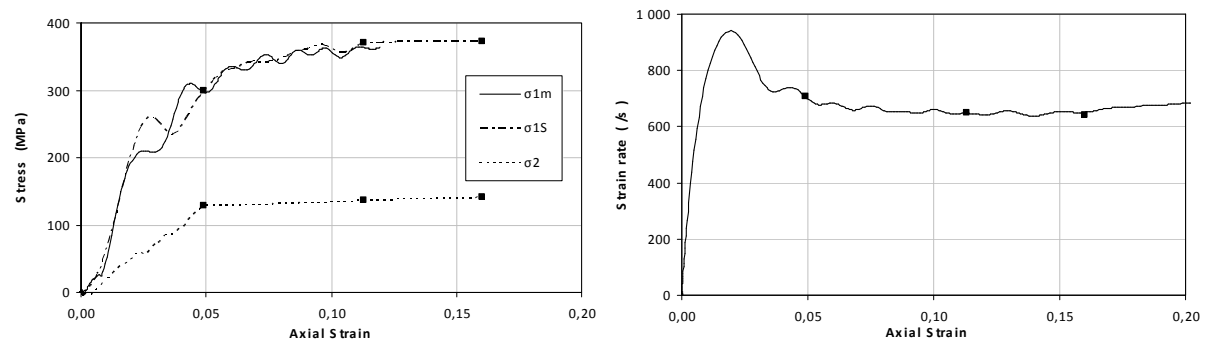 400
300
200
100
0
Stress (MPa)
σ1m
σ1S
σ2
0,00 0,05 0,10 0,15 0,20
Axial Strain
1 000
800
600
400
200
0
Strain rate ( /s)
0,00 0,05 0,10 0,15 0,20
Axial Strain